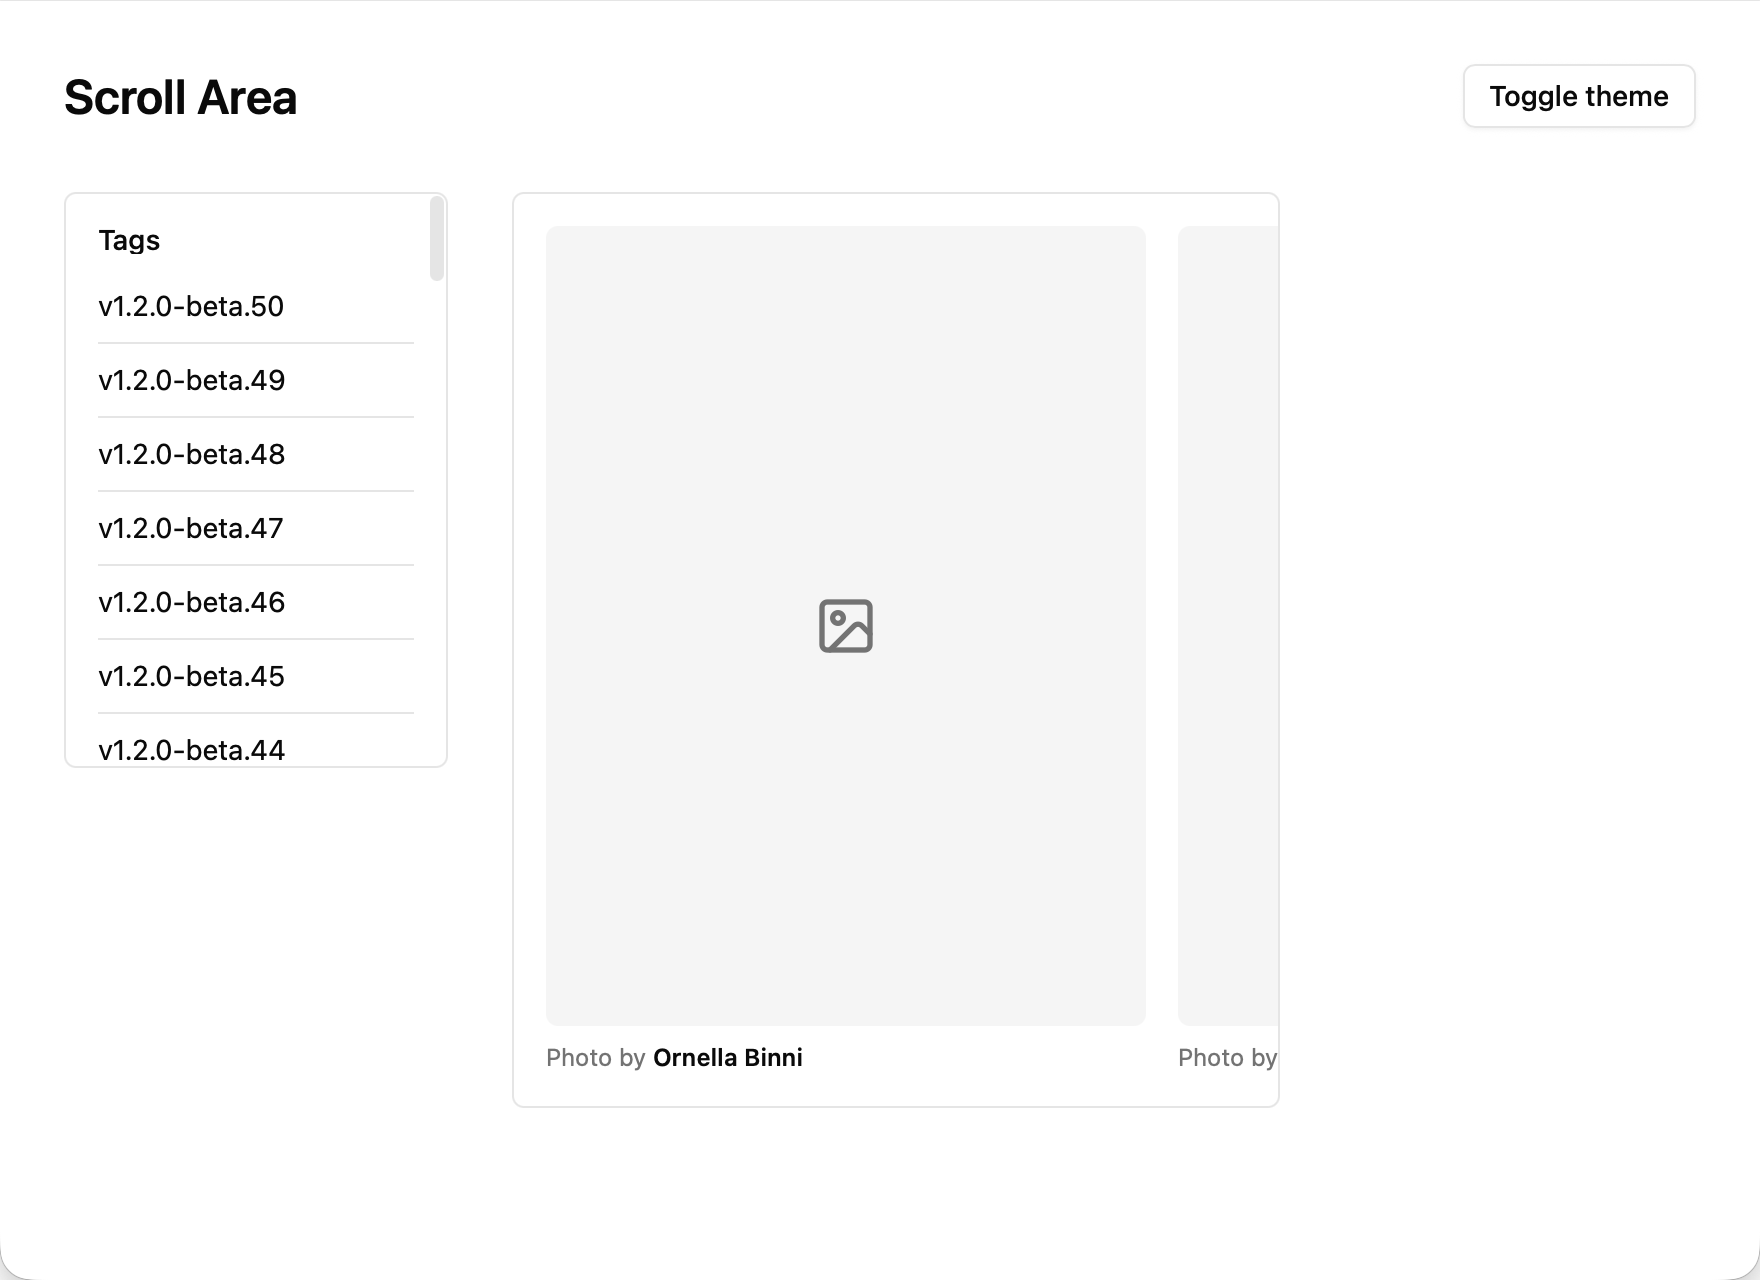 Scroll Area
Toggle theme
Tags
v1.2.0-beta.50
v1.2.0-beta.49
v1.2.0-beta.48
v1.2.0-beta.47
v1.2.0-beta.46
v1.2.0-beta.45
v1.2.0-beta.44
Photo by Ornella Binni
Photo by